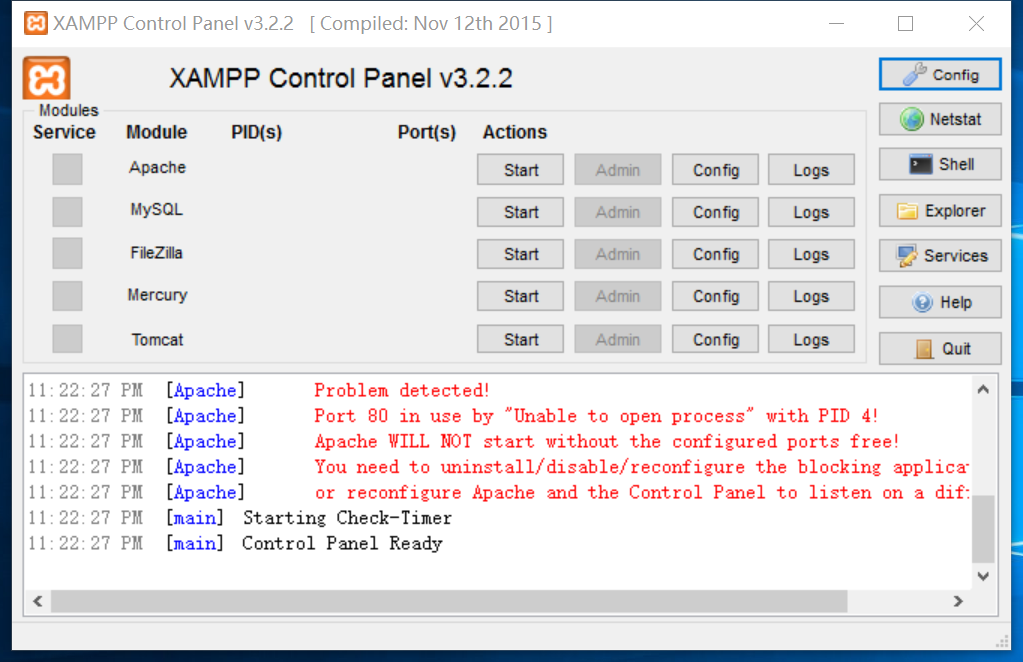 XAMPP Control Panel v3.2.2 [ Compiled: Nov 12th 2015 ]
XAMPP Control Panel v3.2.2
Config
Modules
Service Module PID(s) Port(s) Actions
Netstat
Apache Start Admin Config Logs
Shell
MySQL Start Admin Config Logs
Explorer
FileZilla Start Admin Config Logs
Services
Mercury Start Admin Config Logs
Help
Tomcat Start Admin Config Logs
Quit
11:22:27 PM [Apache] Problem detected!
11:22:27 PM [Apache] Port 80 in use by "Unable to open process" with PID 4!
11:22:27 PM [Apache] Apache WILL NOT start without the configured ports free!
11:22:27 PM [Apache] You need to uninstall/disable/reconfigure the blocking applica
11:22:27 PM [Apache] or reconfigure Apache and the Control Panel to listen on a dif
11:22:27 PM [main] Starting Check-Timer
11:22:27 PM [main] Control Panel Ready